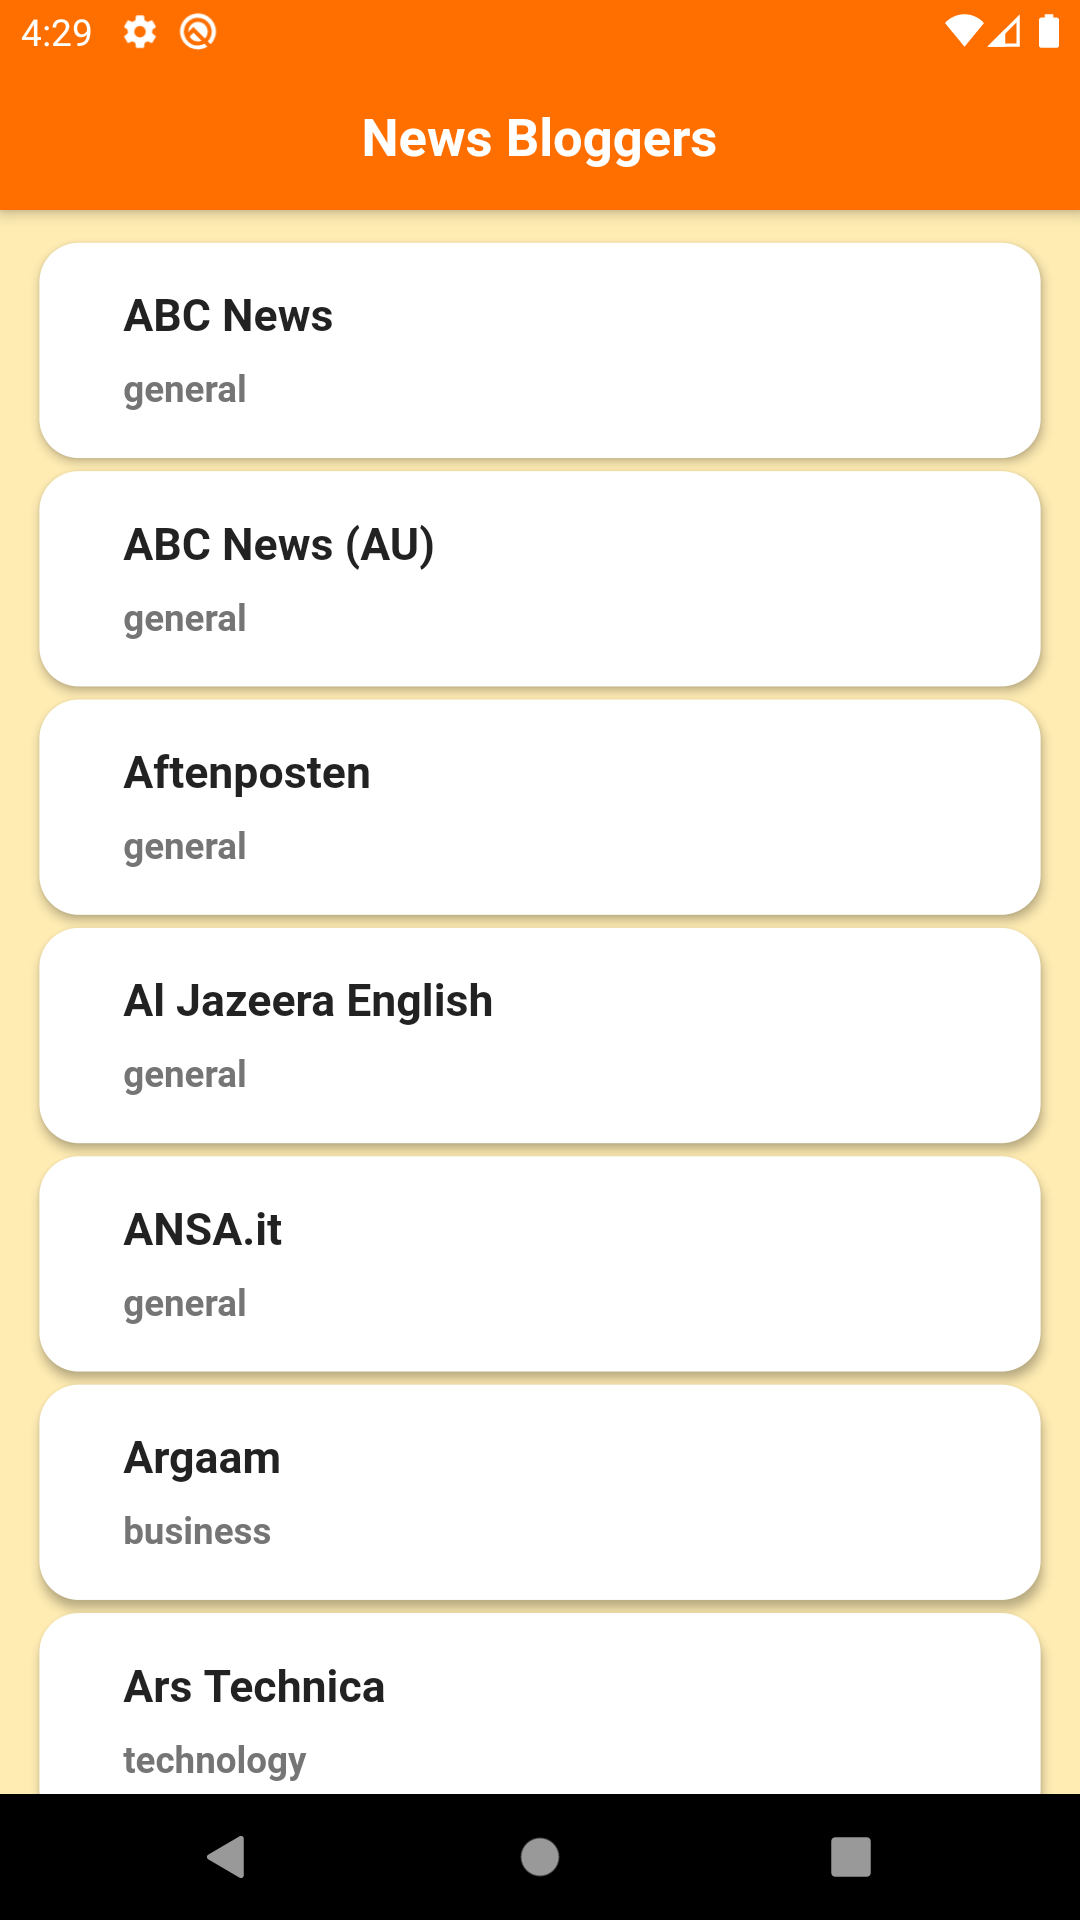 4:29
News Bloggers
ABC News
general
ABC News (AU)
general
Aftenposten
general
Al Jazeera English
general
ANSA.it
general
Argaam
business
Ars Technica
technology